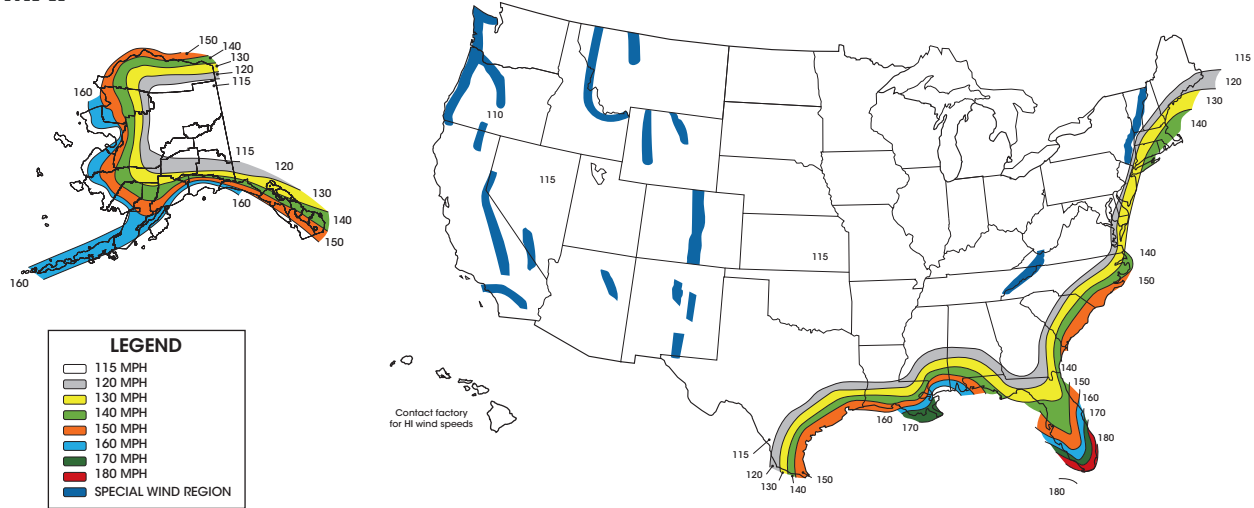 150
140
130
120
115
160
115
120
130
160
140
150
160
115
120
130
140
110
115
115
140
150
140
150
160
170
180
160
170
180
115
120
130
140
150
Contact factory
for HI wind speeds
LEGEND
115 MPH
120 MPH
130 MPH
140 MPH
150 MPH
160 MPH
170 MPH
180 MPH
SPECIAL WIND REGION